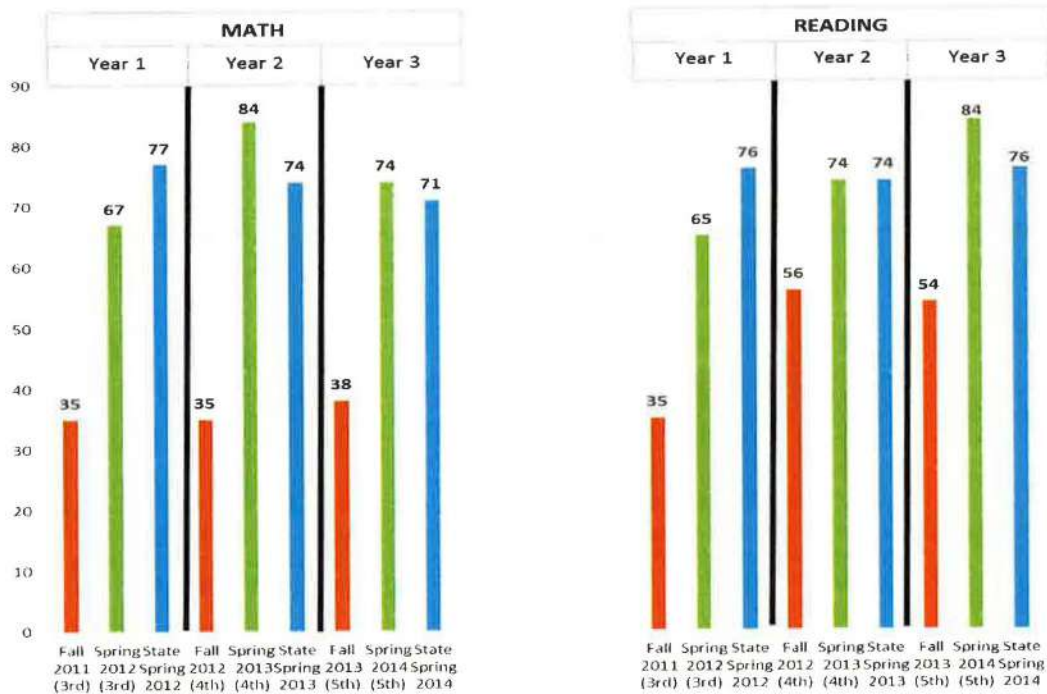 MATH
Year 1 Year 2 Year 3
90
80
70
60
50
40
30
20
10
0
35
67
77
35
84
74
38
74
71
Fall Spring State Fall Spring State Fall Spring State
2011 2012 Spring 2012 2013 Spring 2013 2014 Spring
(3rd) (3rd) 2012 (4th) (4th) 2013 (5th) (5th) 2014
READING
Year 1 Year 2 Year 3
35
65
76
56
74
74
54
84
76
Fall Spring State Fall Spring State Fall Spring State
2011 2012 Spring 2012 2013 Spring 2013 2014 Spring
(3rd) (3rd) 2012 (4th) (4th) 2013 (5th) (5th) 2014